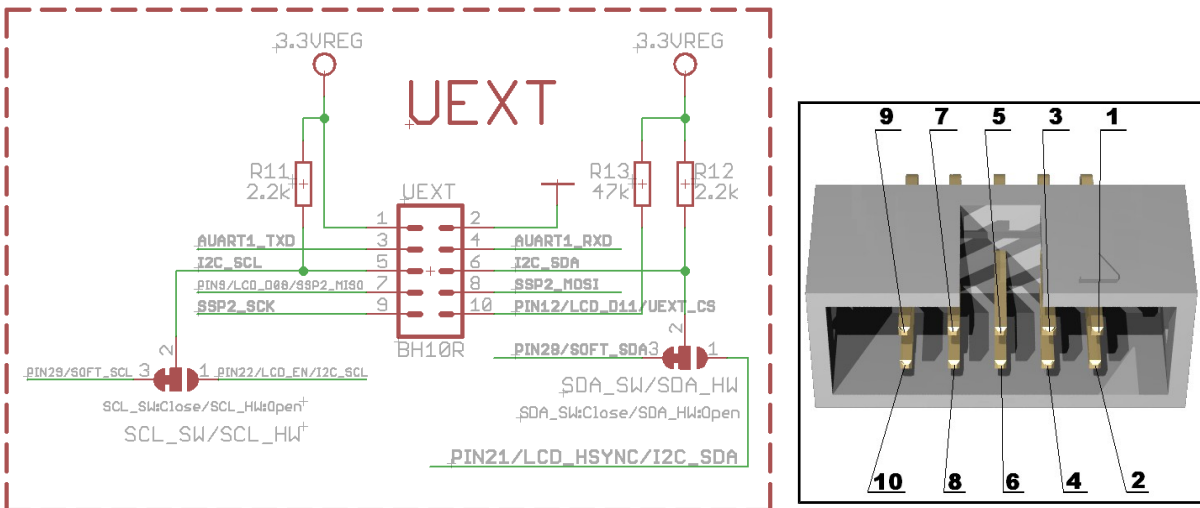 3.3VREG
3.3VREG
UEXT
R11
2.2k
R13
47k
R12
2.2k
UEXT
1
2
AUART1_TXD
3
4
AUART1_RXD
I2C_SCL
5
6
I2C_SDA
PIN9/LCD_D08/SSP2_MISO
7
8
SSP2_MOSI
SSP2_SCK
9
10
PIN12/LCD_D11/UEXT_CS
BH10R
2
PIN29/SOFT_SCL
3
1
PIN22/LCD_EN/I2C_SCL
SCL_SW:Close/SCL_HW:Open
SCL_SW/SCL_HW
2
PIN28/SOFT_SDA
3
1
SDA_SW/SDA_HW
SDA_SW:Close/SDA_HW:Open
PIN21/LCD_HSYNC/I2C_SDA
9 7 5 3 1
10 8 6 4 2